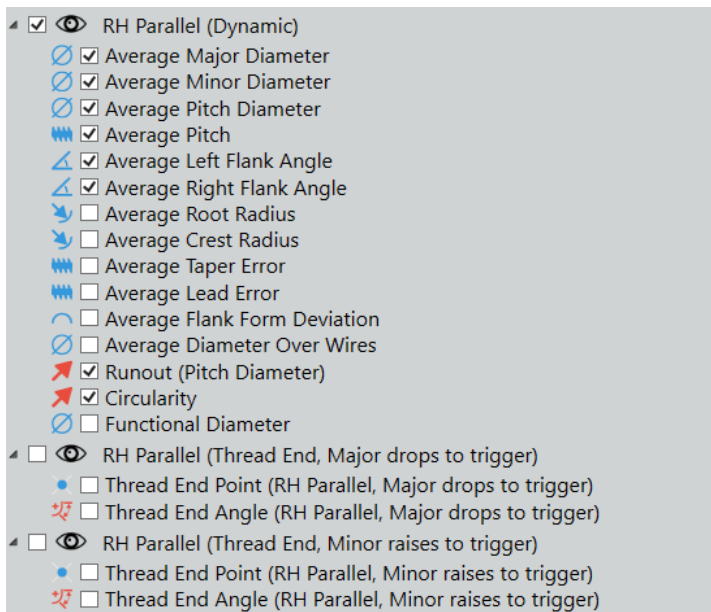 RH Parallel (Dynamic)
Average Major Diameter
Average Minor Diameter
Average Pitch Diameter
Average Pitch
Average Left Flank Angle
Average Right Flank Angle
Average Root Radius
Average Crest Radius
Average Taper Error
Average Lead Error
Average Flank Form Deviation
Average Diameter Over Wires
Runout (Pitch Diameter)
Circularity
Functional Diameter
RH Parallel (Thread End, Major drops to trigger)
Thread End Point (RH Parallel, Major drops to trigger)
Thread End Angle (RH Parallel, Major drops to trigger)
RH Parallel (Thread End, Minor raises to trigger)
Thread End Point (RH Parallel, Minor raises to trigger)
Thread End Angle (RH Parallel, Minor raises to trigger)